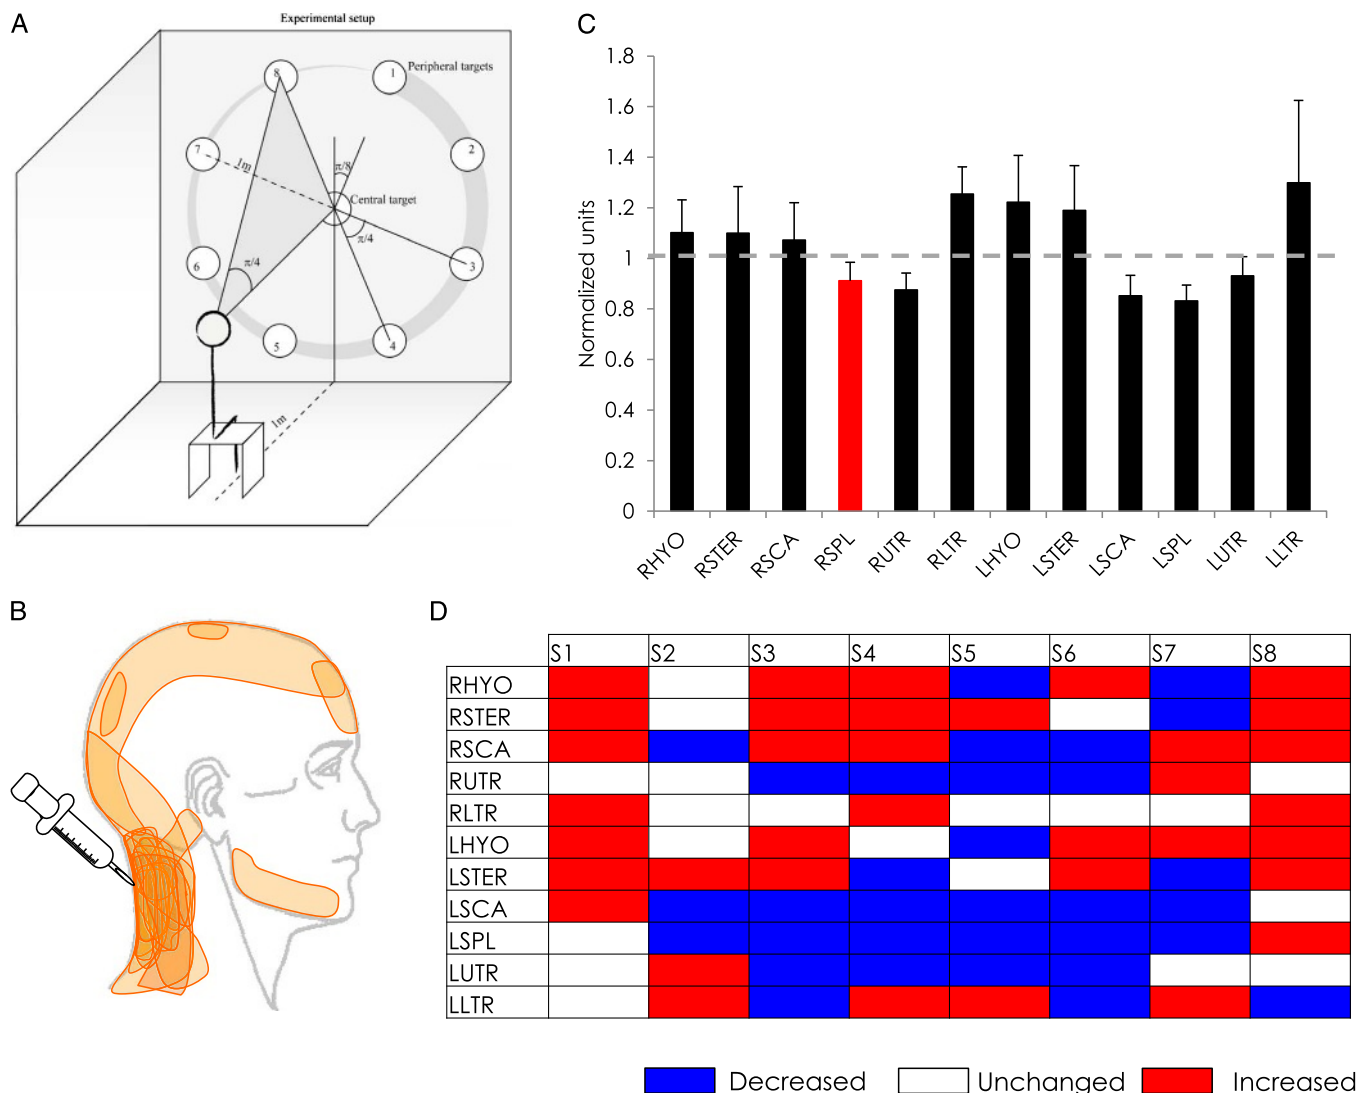 A
Experimental setup
8
1
Peripheral targets
7
1m
2
π/8
Central target
π/4
6
π/4
3
5
4
1m
C
1.8
1.6
1.4
1.2
1
0.8
0.6
0.4
0.2
0
Normalized units
RHYO
RSTER
RSCA
RSPL
RUTR
RLTR
LHYO
LSTER
LSCA
LSPL
LUTR
LLTR
B
D
S1 S2 S3 S4 S5 S6 S7 S8
RHYO
RSTER
RSCA
RUTR
RLTR
LHYO
LSTER
LSCA
LSPL
LUTR
LLTR
Decreased Unchanged Increased